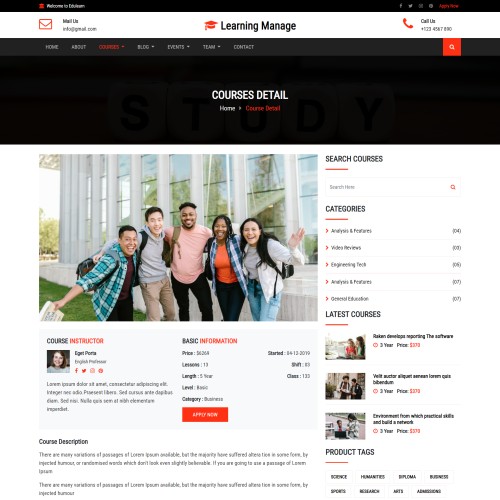 Welcome to Edulearn
Apply Now
Mail Us
info@gmail.com
Learning Manage
Call Us
+123 4567 890
HOME ABOUT COURSES BLOG EVENTS TEAM CONTACT
STUDY
COURSES DETAIL
Home Course Detail
SEARCH COURSES
Search Here
CATEGORIES
Analysis & Features (04)
Video Reviews (00)
Engineering Tech (05)
Analysis & Features (07)
General Education (07)
LATEST COURSES
Raken develops reporting The software
3 Year Price: $370
Velit auctor aliquet aenean lorem quis bibendum
3 Year Price: $370
Environment from which practical skills and build a network
3 Year Price: $370
PRODUCT TAGS
SCIENCE HUMANITIES DIPLOMA BUSINESS
SPORTS RESEARCH ARTS ADMISSIONS
COURSE INSTRUCTOR
Eget Porta
English Professor
Lorem ipsum dolor sit amet, consectetur adipiscing elit. Integer nec odio Praesent libero. Sed cursus ante dapibus diam. Sed nisi. Nulla quis sem at nibh elementum imperdiet.
BASIC INFORMATION
Price : $6269 Started : 04-12-2019
Lessons : 10 Shift : 03
Length : 5 Year Class : 133
Level : Basic
Category : Business
APPLY NOW
Course Description
There are many variations of passages of Lorem Ipsum available, but the majority have suffered altera tion in some form, by injected humour, or randomised words which don't look even slightly believable. If you are going to use a passage of Lorem Ipsum
There are many variations of passages of Lorem Ipsum available, but the majority have suffered altera tion in some form, by injected humour